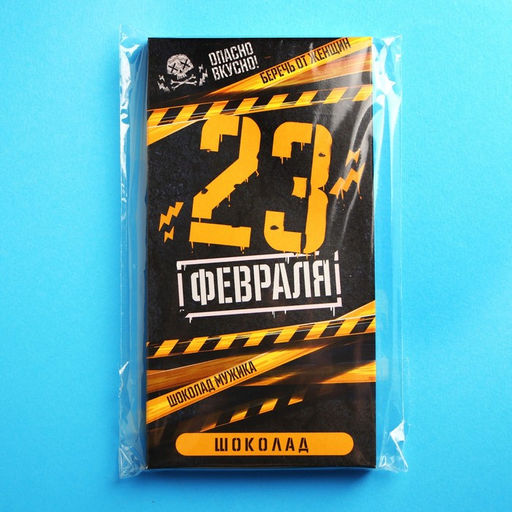 ОПАСНО
ВКУСНО!
БЕРЕЧЬ ОТ ЖЕНЩИН
23
ФЕВРАЛЯ
ШОКОЛАД МУЖИКА
ШОКОЛАД